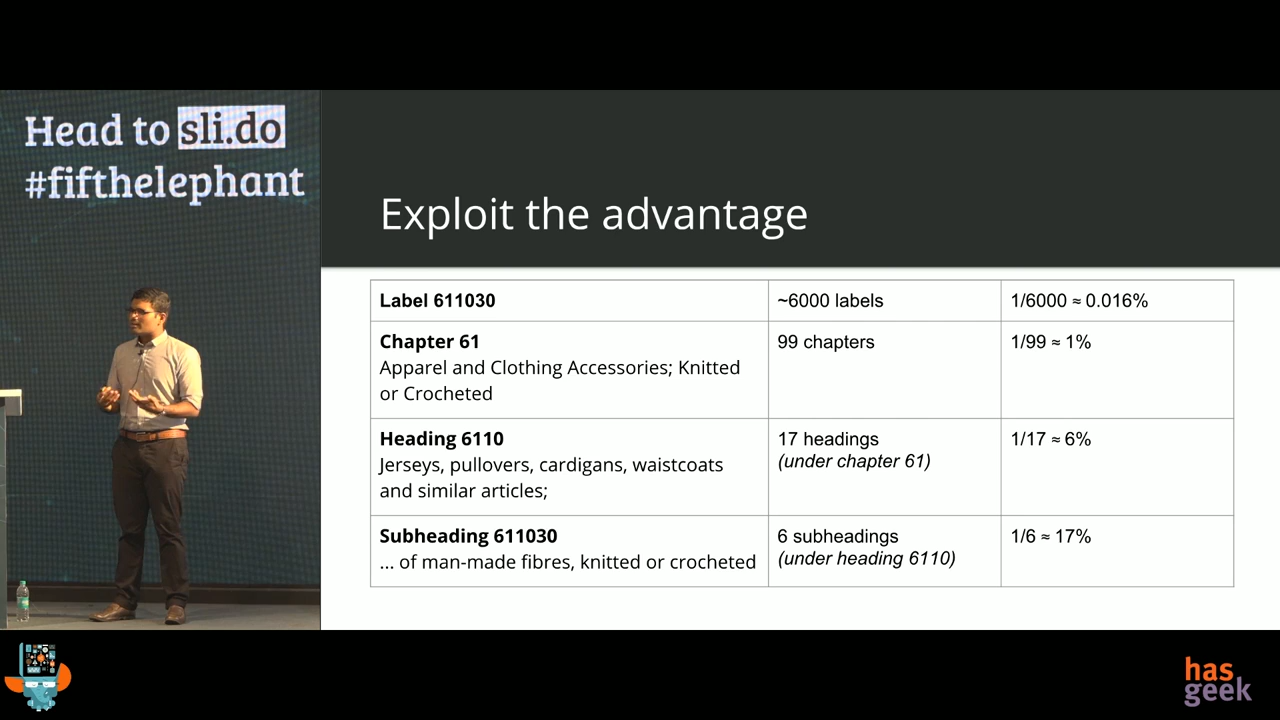 Head to sli.do
#fifthelephant
Exploit the advantage
Label 611030
~6000 labels
1/6000 ≈ 0.016%
Chapter 61
Apparel and Clothing Accessories; Knitted
or Crocheted
99 chapters
1/99 ≈ 1%
Heading 6110
Jerseys, pullovers, cardigans, waistcoats
and similar articles;
17 headings
(under chapter 61)
1/17 ≈ 6%
Subheading 611030
... of man-made fibres, knitted or crocheted
6 subheadings
(under heading 6110)
1/6 ≈ 17%
has
geek